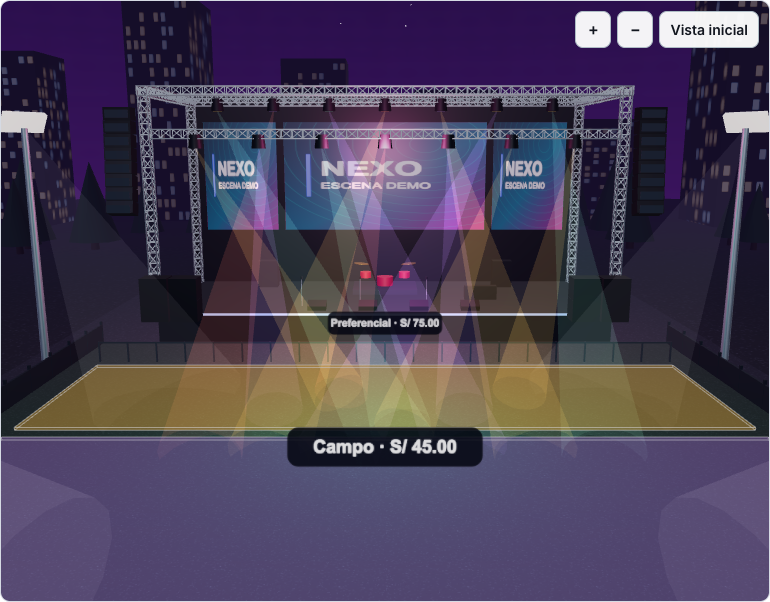 +
−
Vista inicial
NEXO
ESCENA DEMO
NEXO
ESCENA DEMO
NEXO
ESCENA DEMO
Preferencial · S/ 75.00
Campo · S/ 45.00